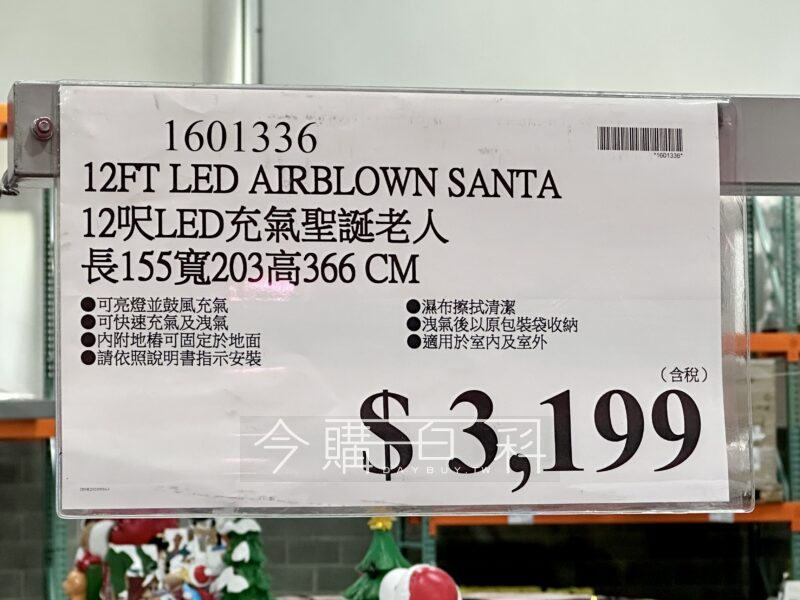 1601336
*1601336*
12FT LED AIRBLOWN SANTA
12呎LED充氣聖誕老人
長155寬203高366 CM
●可亮燈並鼓風充氣
●可快速充氣及洩氣
●內附地樁可固定於地面
●請依照說明書指示安裝
●濕布擦拭清潔
●洩氣後以原包裝袋收納
●適用於室內及室外
（含稅）
$ 3,199
今購百科
TODAYBUY.TW